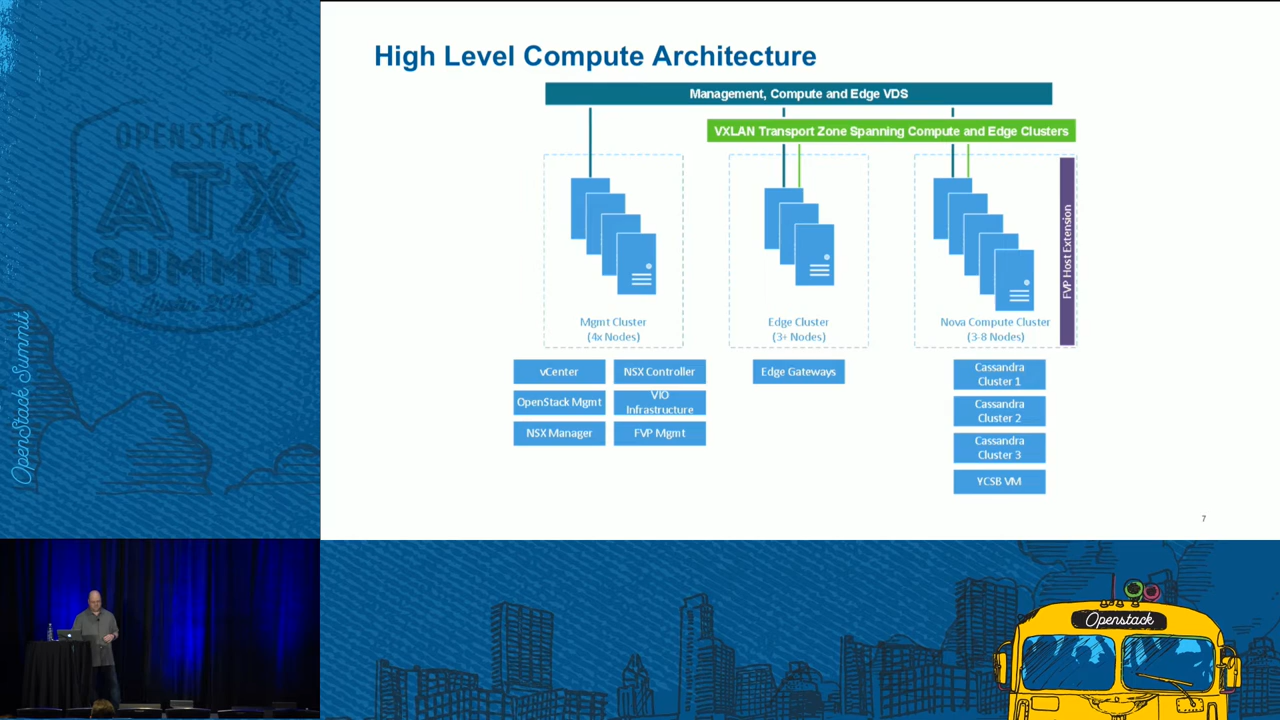 High Level Compute Architecture
Management, Compute and Edge VDS
VXLAN Transport Zone Spanning Compute and Edge Clusters
FVP Host Extension
Mgmt Cluster
(4x Nodes)
Edge Cluster
(3+ Nodes)
Nova Compute Cluster
(3-8 Nodes)
vCenter
NSX Controller
OpenStack Mgmt
VIO
Infrastructure
NSX Manager
FVP Mgmt
Edge Gateways
Cassandra
Cluster 1
Cassandra
Cluster 2
Cassandra
Cluster 3
YCSB VM
7
OPENSTACK
ATX
SUMMIT
OpenStack Summit
Openstack